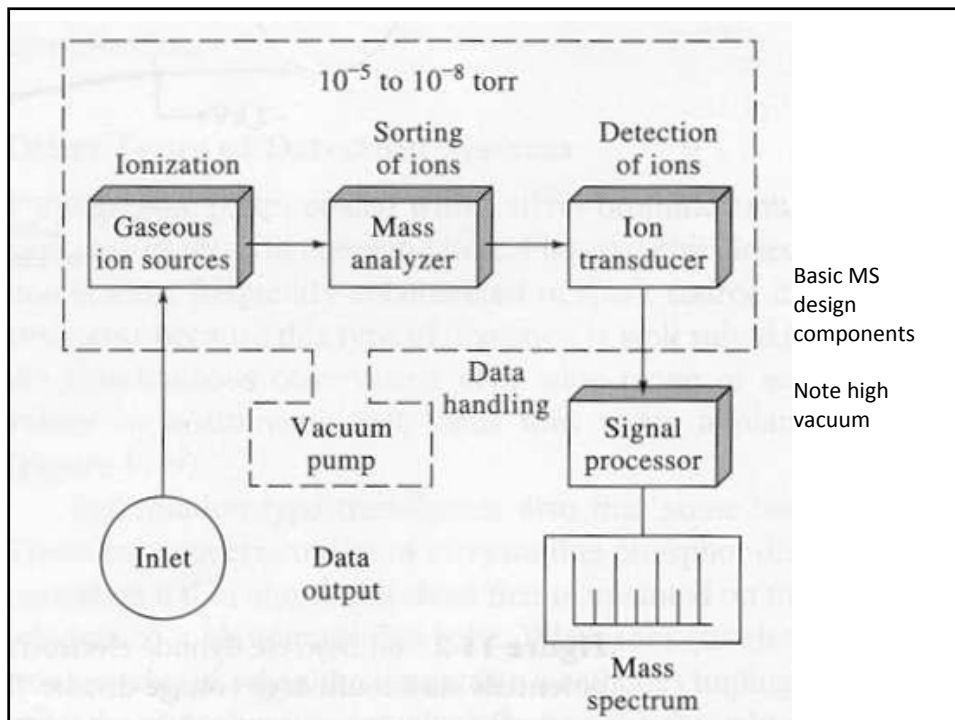 10⁻⁵ to 10⁻⁸ torr
Ionization
Sorting
of ions
Detection
of ions
Gaseous
ion sources
Mass
analyzer
Ion
transducer
Basic MS
design
components
Note high
vacuum
Data
handling
Vacuum
pump
Signal
processor
Inlet
Data
output
Mass
spectrum